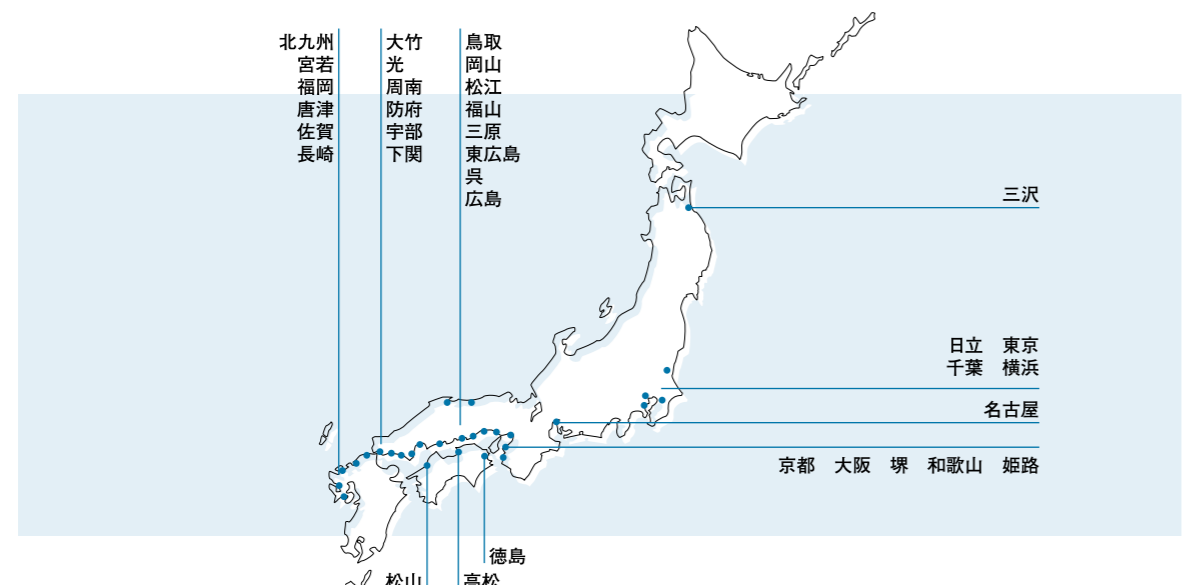 北九州
宮若
福岡
唐津
佐賀
長崎
大竹
光
周南
防府
宇部
下関
鳥取
岡山
松江
福山
三原
東広島
呉
広島
三沢
日立　東京
千葉　横浜
名古屋
京都　大阪　堺　和歌山　姫路
徳島
松山
高松